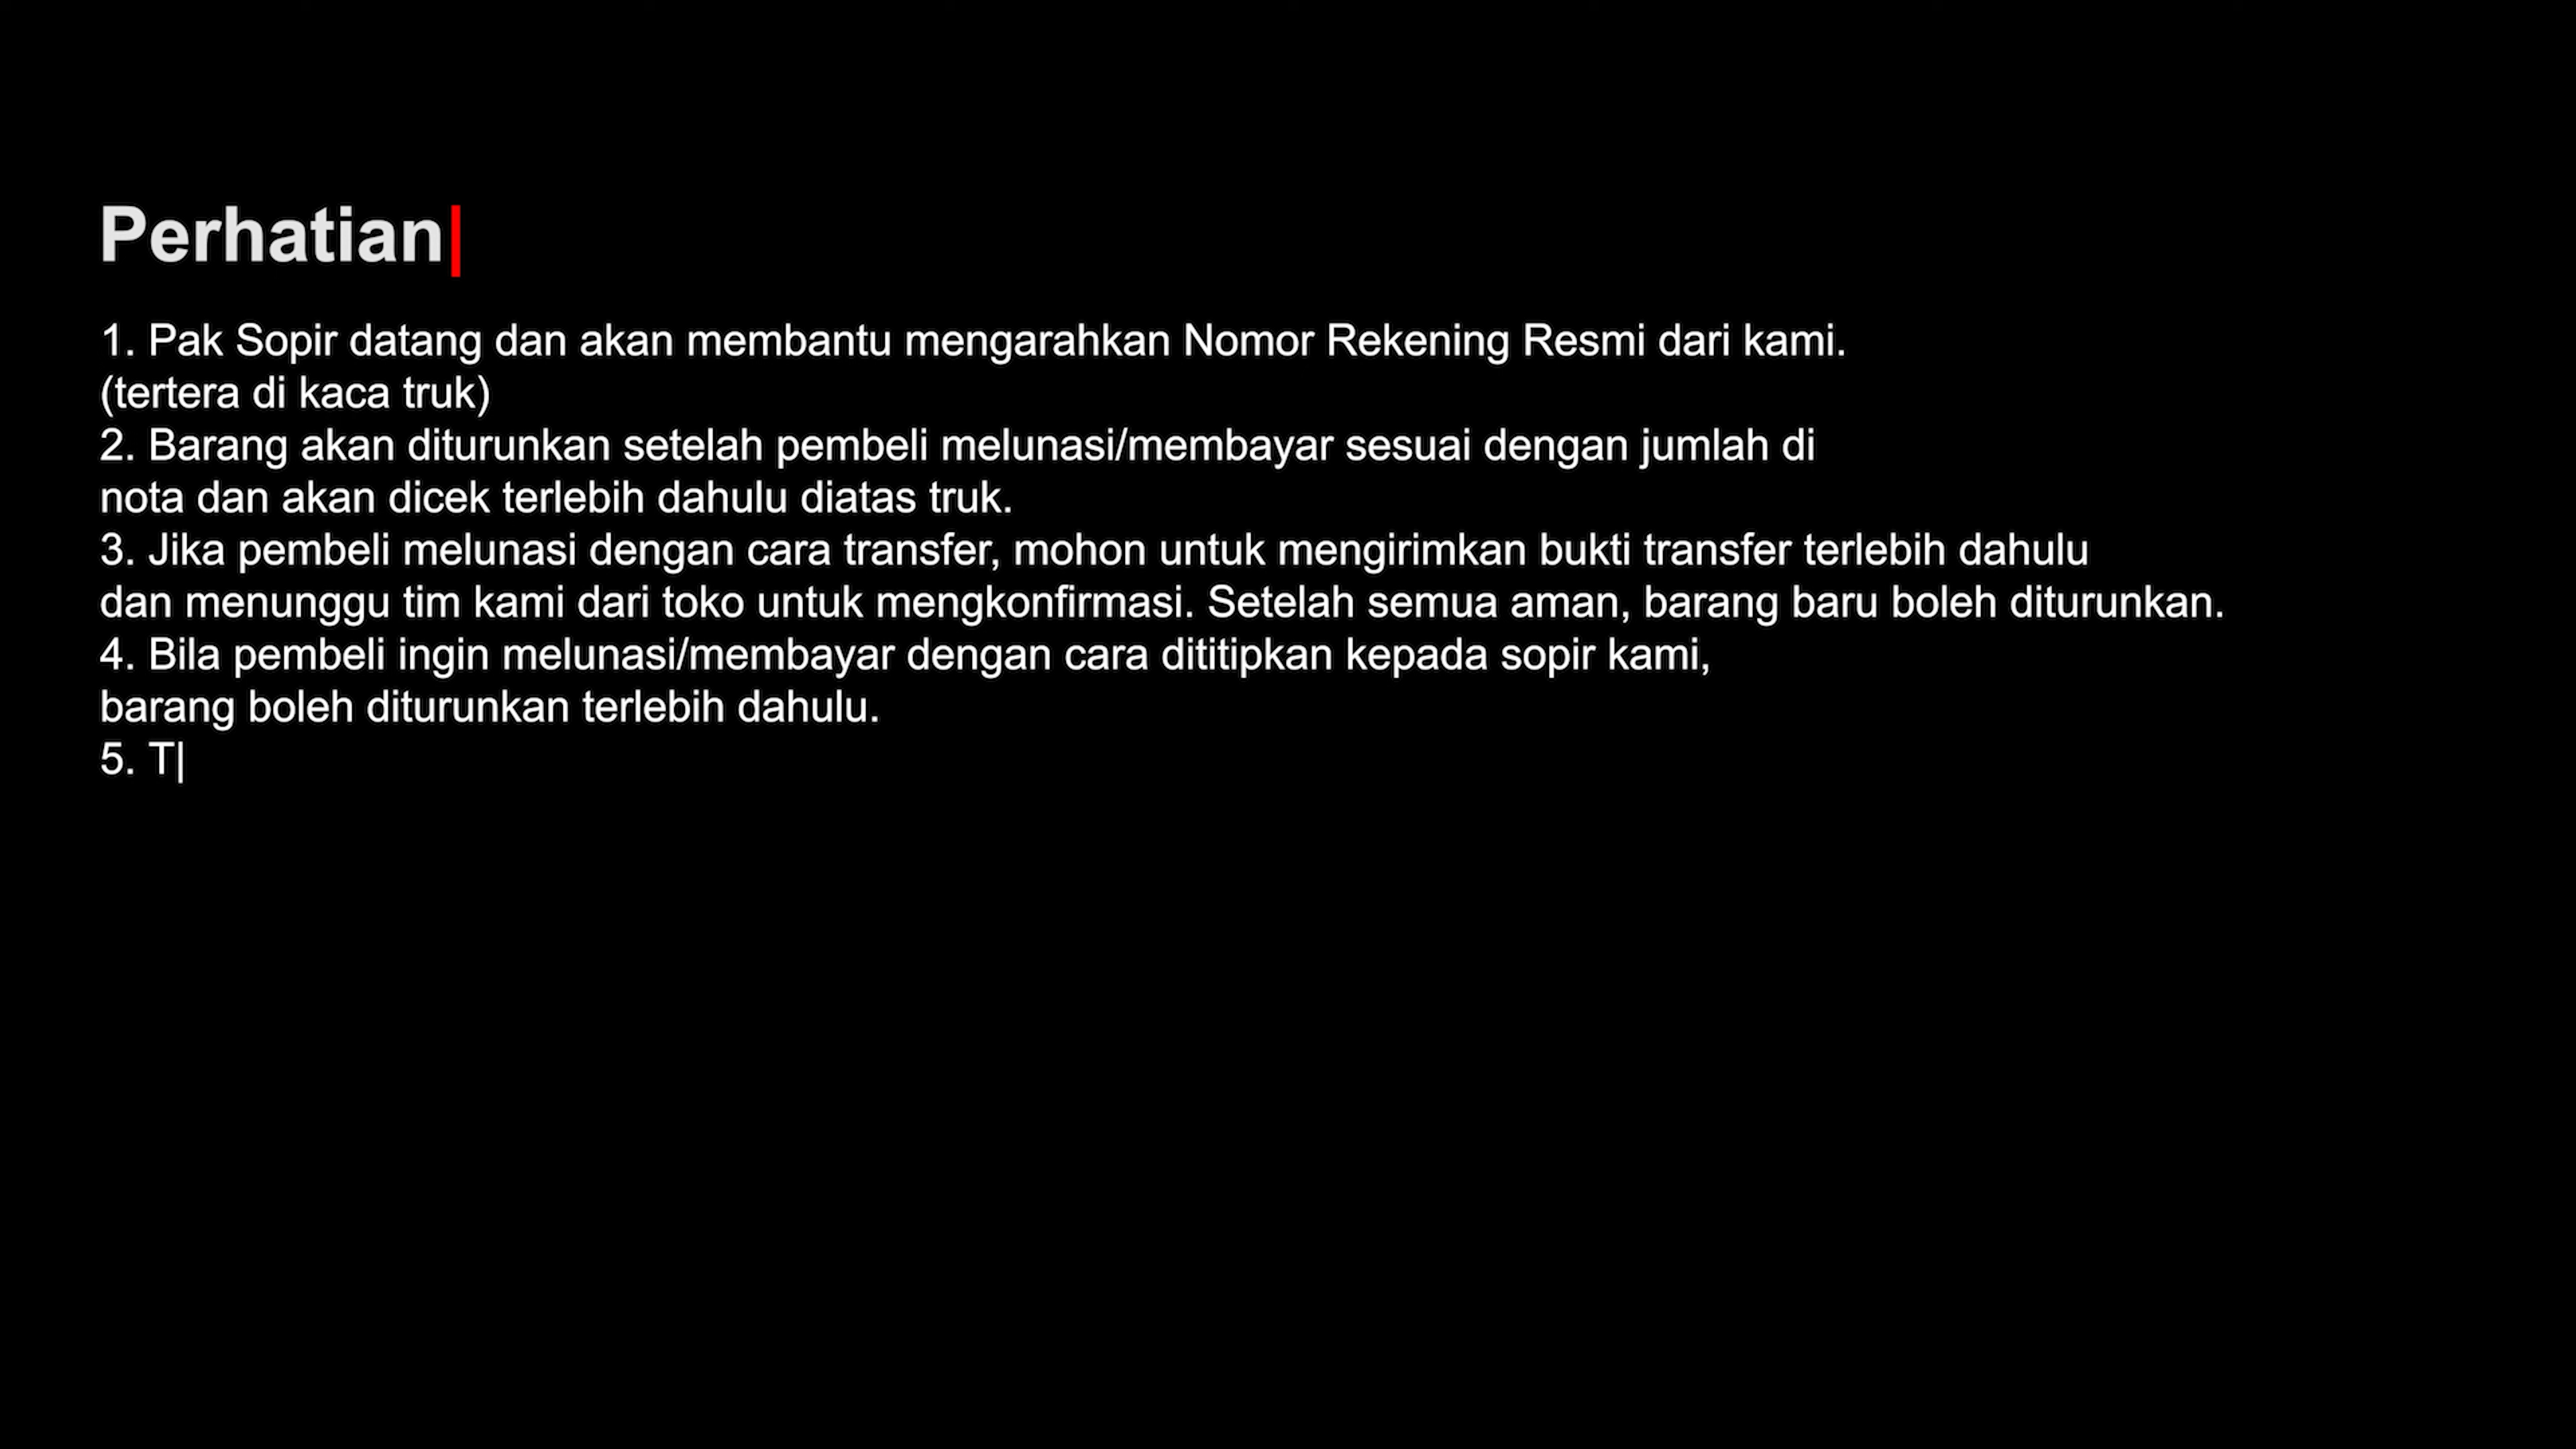 Perhatian|
1. Pak Sopir datang dan akan membantu mengarahkan Nomor Rekening Resmi dari kami.
(tertera di kaca truk)
2. Barang akan diturunkan setelah pembeli melunasi/membayar sesuai dengan jumlah di
nota dan akan dicek terlebih dahulu diatas truk.
3. Jika pembeli melunasi dengan cara transfer, mohon untuk mengirimkan bukti transfer terlebih dahulu
dan menunggu tim kami dari toko untuk mengkonfirmasi. Setelah semua aman, barang baru boleh diturunkan.
4. Bila pembeli ingin melunasi/membayar dengan cara dititipkan kepada sopir kami,
barang boleh diturunkan terlebih dahulu.
5. T|